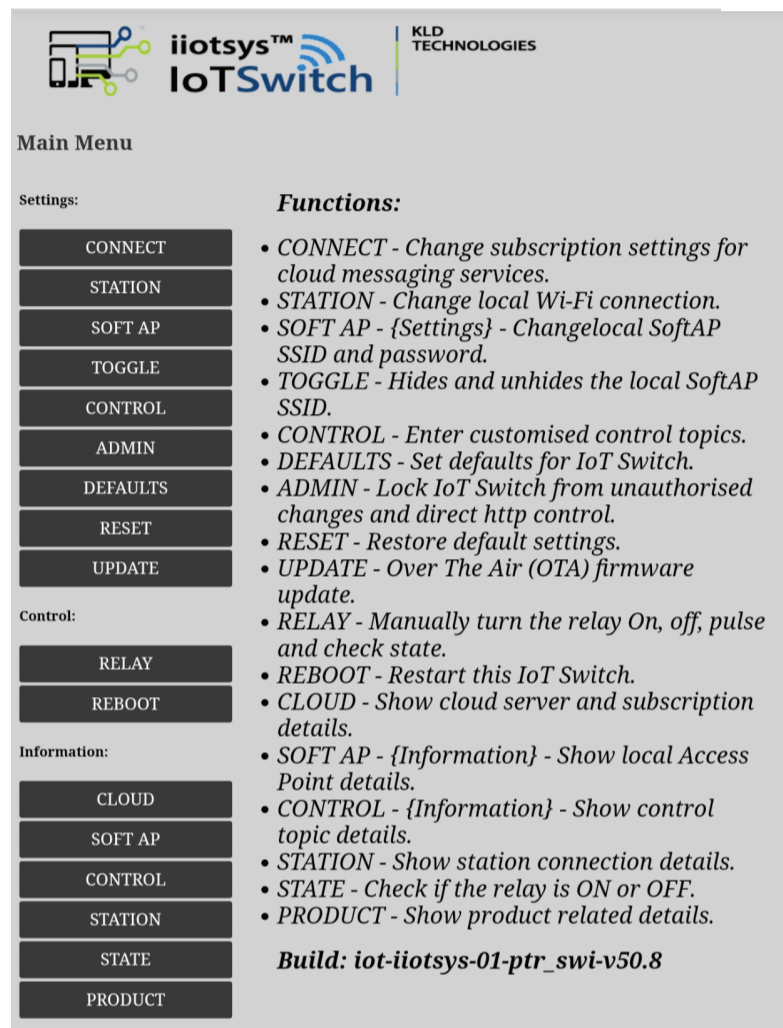 iiotsys™
IoTSwitch
KLD
TECHNOLOGIES
Main Menu
Settings:
CONNECT
STATION
SOFT AP
TOGGLE
CONTROL
ADMIN
DEFAULTS
RESET
UPDATE
Control:
RELAY
REBOOT
Information:
CLOUD
SOFT AP
CONTROL
STATION
STATE
PRODUCT
Functions:
• CONNECT - Change subscription settings for
cloud messaging services.
• STATION - Change local Wi-Fi connection.
• SOFT AP - {Settings} - Changelocal SoftAP
SSID and password.
• TOGGLE - Hides and unhides the local SoftAP
SSID.
• CONTROL - Enter customised control topics.
• DEFAULTS - Set defaults for IoT Switch.
• ADMIN - Lock IoT Switch from unauthorised
changes and direct http control.
• RESET - Restore default settings.
• UPDATE - Over The Air (OTA) firmware
update.
• RELAY - Manually turn the relay On, off, pulse
and check state.
• REBOOT - Restart this IoT Switch.
• CLOUD - Show cloud server and subscription
details.
• SOFT AP - {Information} - Show local Access
Point details.
• CONTROL - {Information} - Show control
topic details.
• STATION - Show station connection details.
• STATE - Check if the relay is ON or OFF.
• PRODUCT - Show product related details.
Build: iot-iiotsys-01-ptr_swi-v50.8